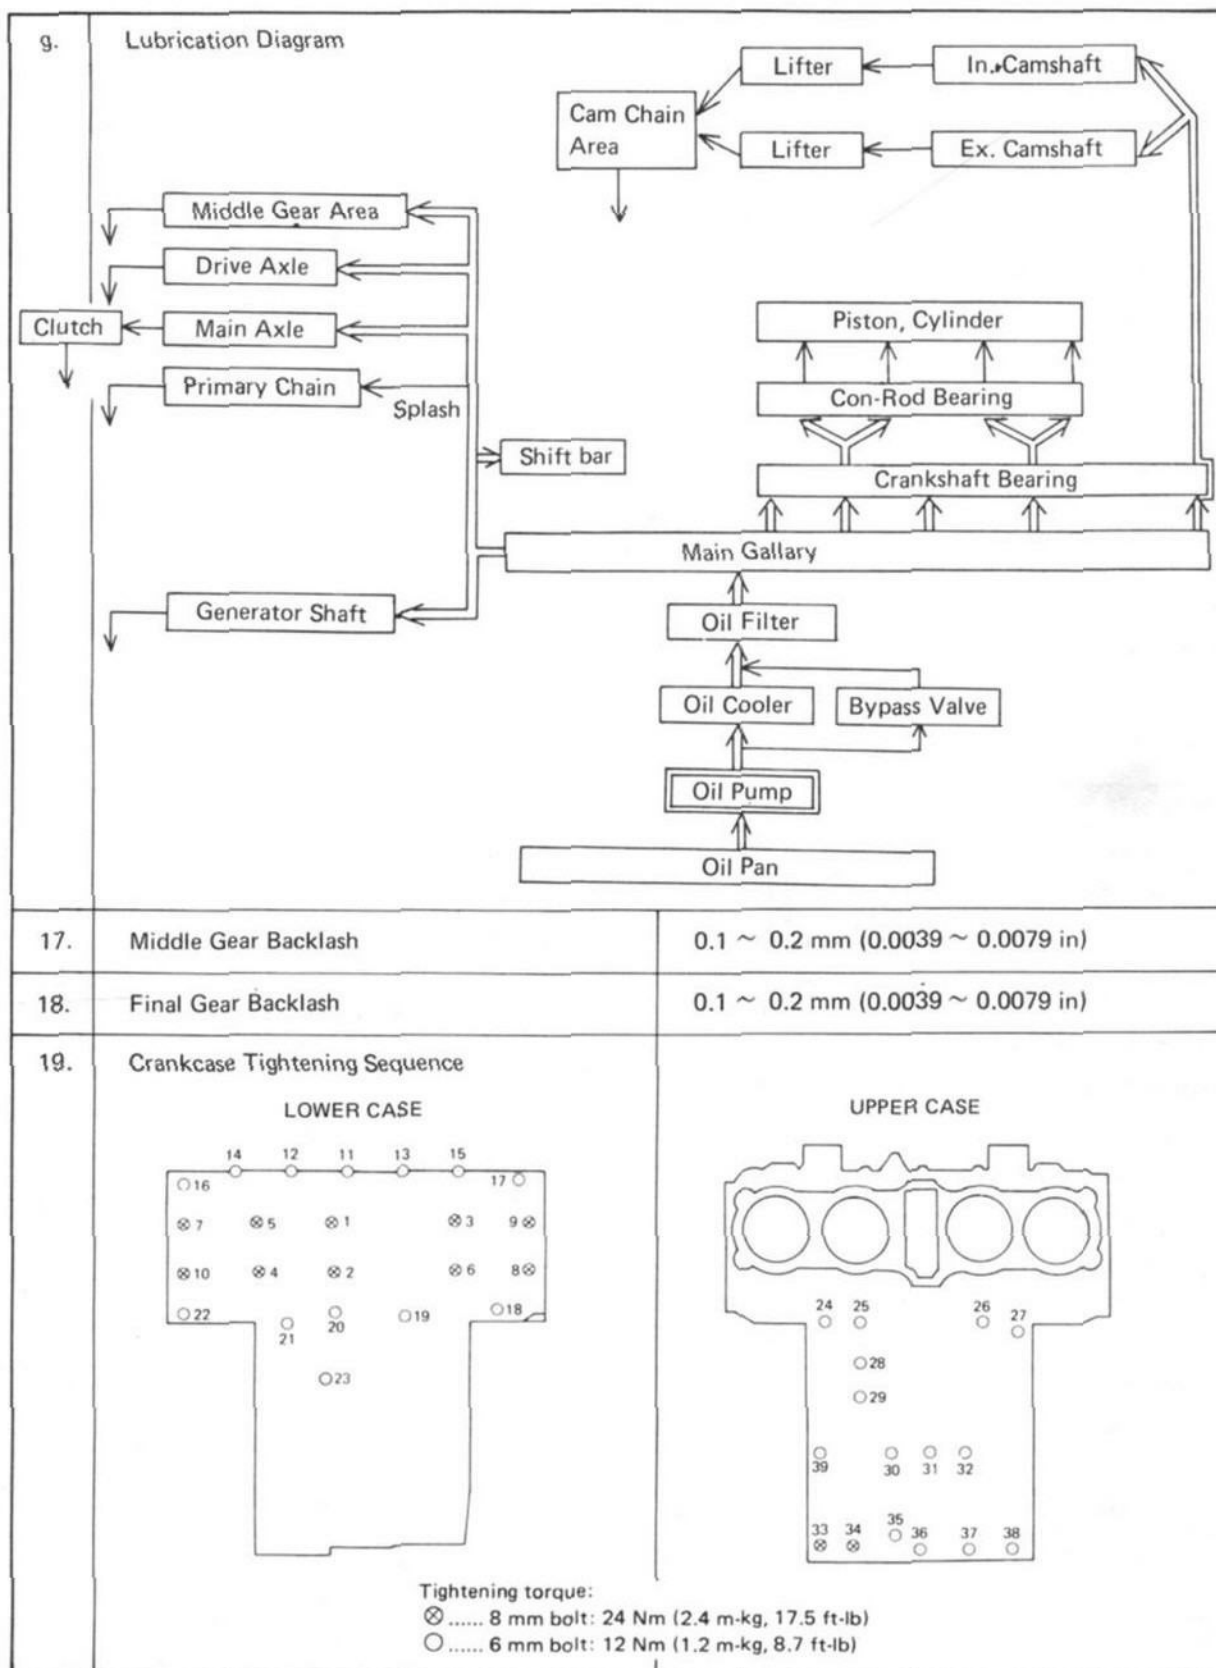 g. Lubrication Diagram
Lifter
In. Camshaft
Cam Chain
Area
Lifter
Ex. Camshaft
Middle Gear Area
Drive Axle
Clutch
Main Axle
Primary Chain
Splash
Shift bar
Generator Shaft
Piston, Cylinder
Con-Rod Bearing
Crankshaft Bearing
Main Gallary
Oil Filter
Oil Cooler
Bypass Valve
Oil Pump
Oil Pan
17. Middle Gear Backlash 0.1 ~ 0.2 mm (0.0039 ~ 0.0079 in)
18. Final Gear Backlash 0.1 ~ 0.2 mm (0.0039 ~ 0.0079 in)
19. Crankcase Tightening Sequence
LOWER CASE
14 12 11 13 15
16 17
7 5 1 3 9
10 4 2 6 8
22 21 20 19 18
23
UPPER CASE
24 25 26 27
28
29
39 30 31 32
33 34 35 36 37 38
Tightening torque:
⊗ ...... 8 mm bolt: 24 Nm (2.4 m-kg, 17.5 ft-lb)
○ ...... 6 mm bolt: 12 Nm (1.2 m-kg, 8.7 ft-lb)